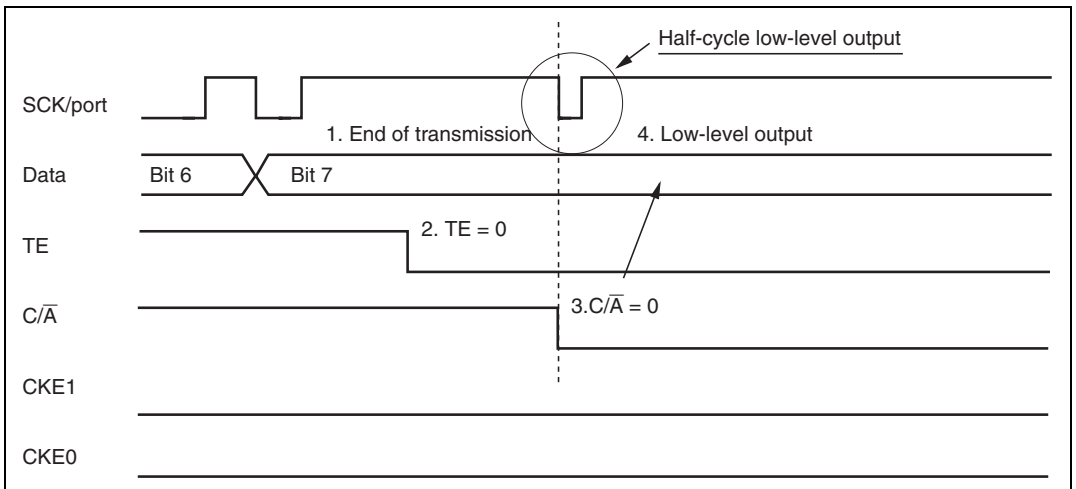 Half-cycle low-level output
SCK/port
1. End of transmission
4. Low-level output
Data
Bit 6
Bit 7
TE
2. TE = 0
C/A̅
3.C/A̅ = 0
CKE1
CKE0